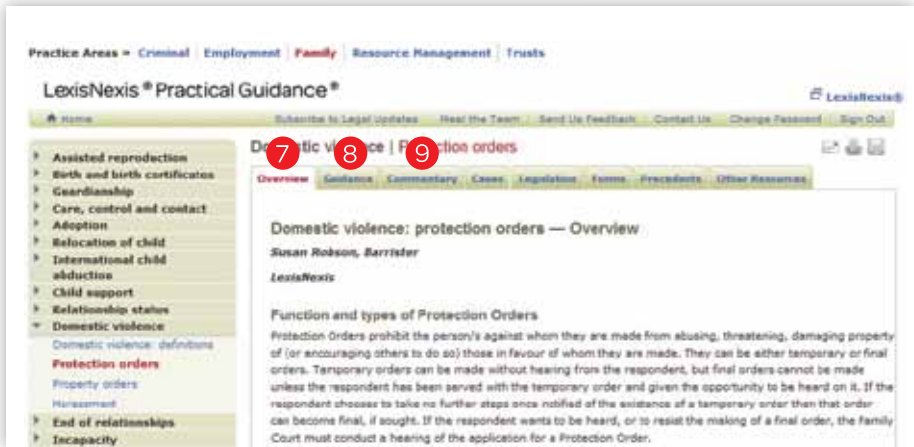 Practice Areas » Criminal | Employment | Family | Resource Management | Trusts
LexisNexis® Practical Guidance®
LexisNexis®
Home
Subscribe to Legal Updates Meet the Team Send Us Feedback Contact Us Change Password Sign Out
7 8 9
Domestic violence | Protection orders
Overview Guidance Commentary Cases Legislation Forms Precedents Other Resources
Assisted reproduction
Birth and birth certificates
Guardianship
Care, control and contact
Adoption
Relocation of child
International child
abduction
Child support
Relationship status
Domestic violence
Domestic violence: definitions
Protection orders
Property orders
Harassment
End of relationships
Incapacity
Domestic violence: protection orders — Overview
Susan Robson, Barrister
LexisNexis
Function and types of Protection Orders
Protection Orders prohibit the person/s against whom they are made from abusing, threatening, damaging property
of (or encouraging others to do so) those in favour of whom they are made. They can be either temporary or final
orders. Temporary orders can be made without hearing from the respondent, but final orders cannot be made
unless the respondent has been served with the temporary order and given the opportunity to be heard on it. If the
respondent chooses to take no further steps once notified of the existence of a temporary order then that order
can become final, if sought. If the respondent wants to be heard, or to resist the making of a final order, the Family
Court must conduct a hearing of the application for a Protection Order.